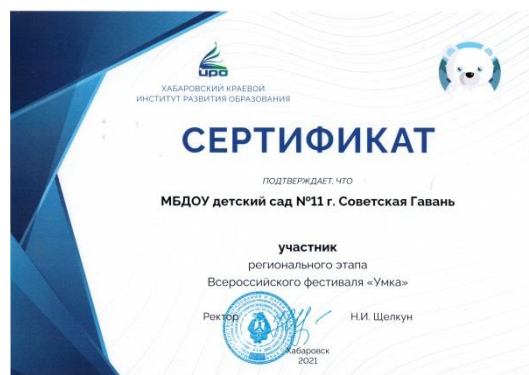 ИРО
ХАБАРОВСКИЙ КРАЕВОЙ
ИНСТИТУТ РАЗВИТИЯ ОБРАЗОВАНИЯ
СЕРТИФИКАТ
ПОДТВЕРЖДАЕТ, ЧТО
МБДОУ детский сад №11 г. Советская Гавань
участник
регионального этапа
Всероссийского фестиваля «Умка»
Ректор Н.И. Щелкун
Хабаровск
2021